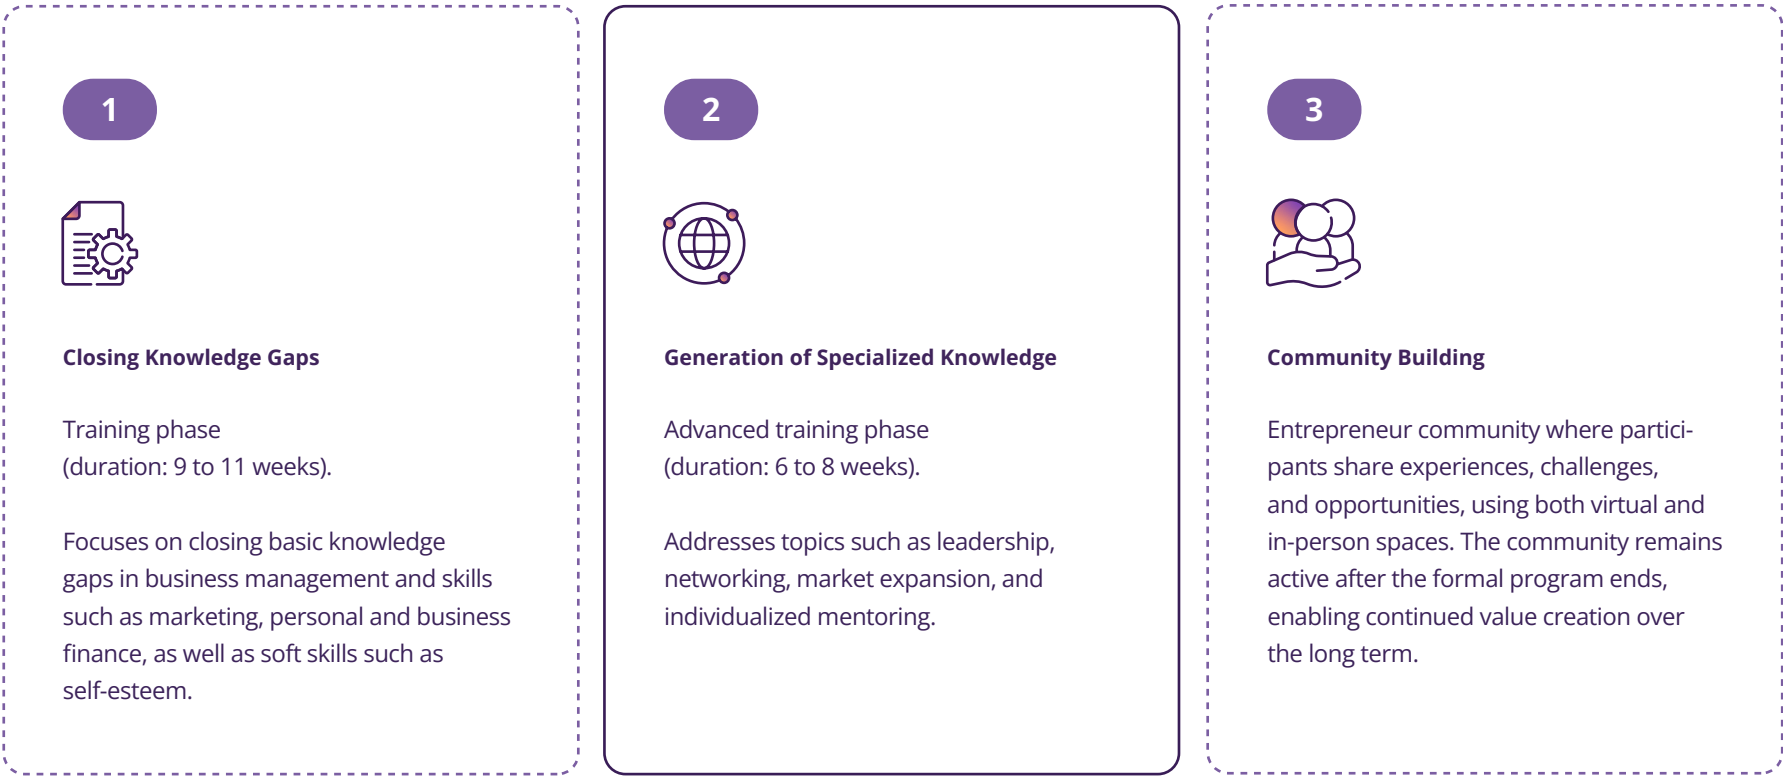 1
Closing Knowledge Gaps
Training phase
(duration: 9 to 11 weeks).
Focuses on closing basic knowledge
gaps in business management and skills
such as marketing, personal and business
finance, as well as soft skills such as
self-esteem.
2
Generation of Specialized Knowledge
Advanced training phase
(duration: 6 to 8 weeks).
Addresses topics such as leadership,
networking, market expansion, and
individualized mentoring.
3
Community Building
Entrepreneur community where partici-
pants share experiences, challenges,
and opportunities, using both virtual and
in-person spaces. The community remains
active after the formal program ends,
enabling continued value creation over
the long term.